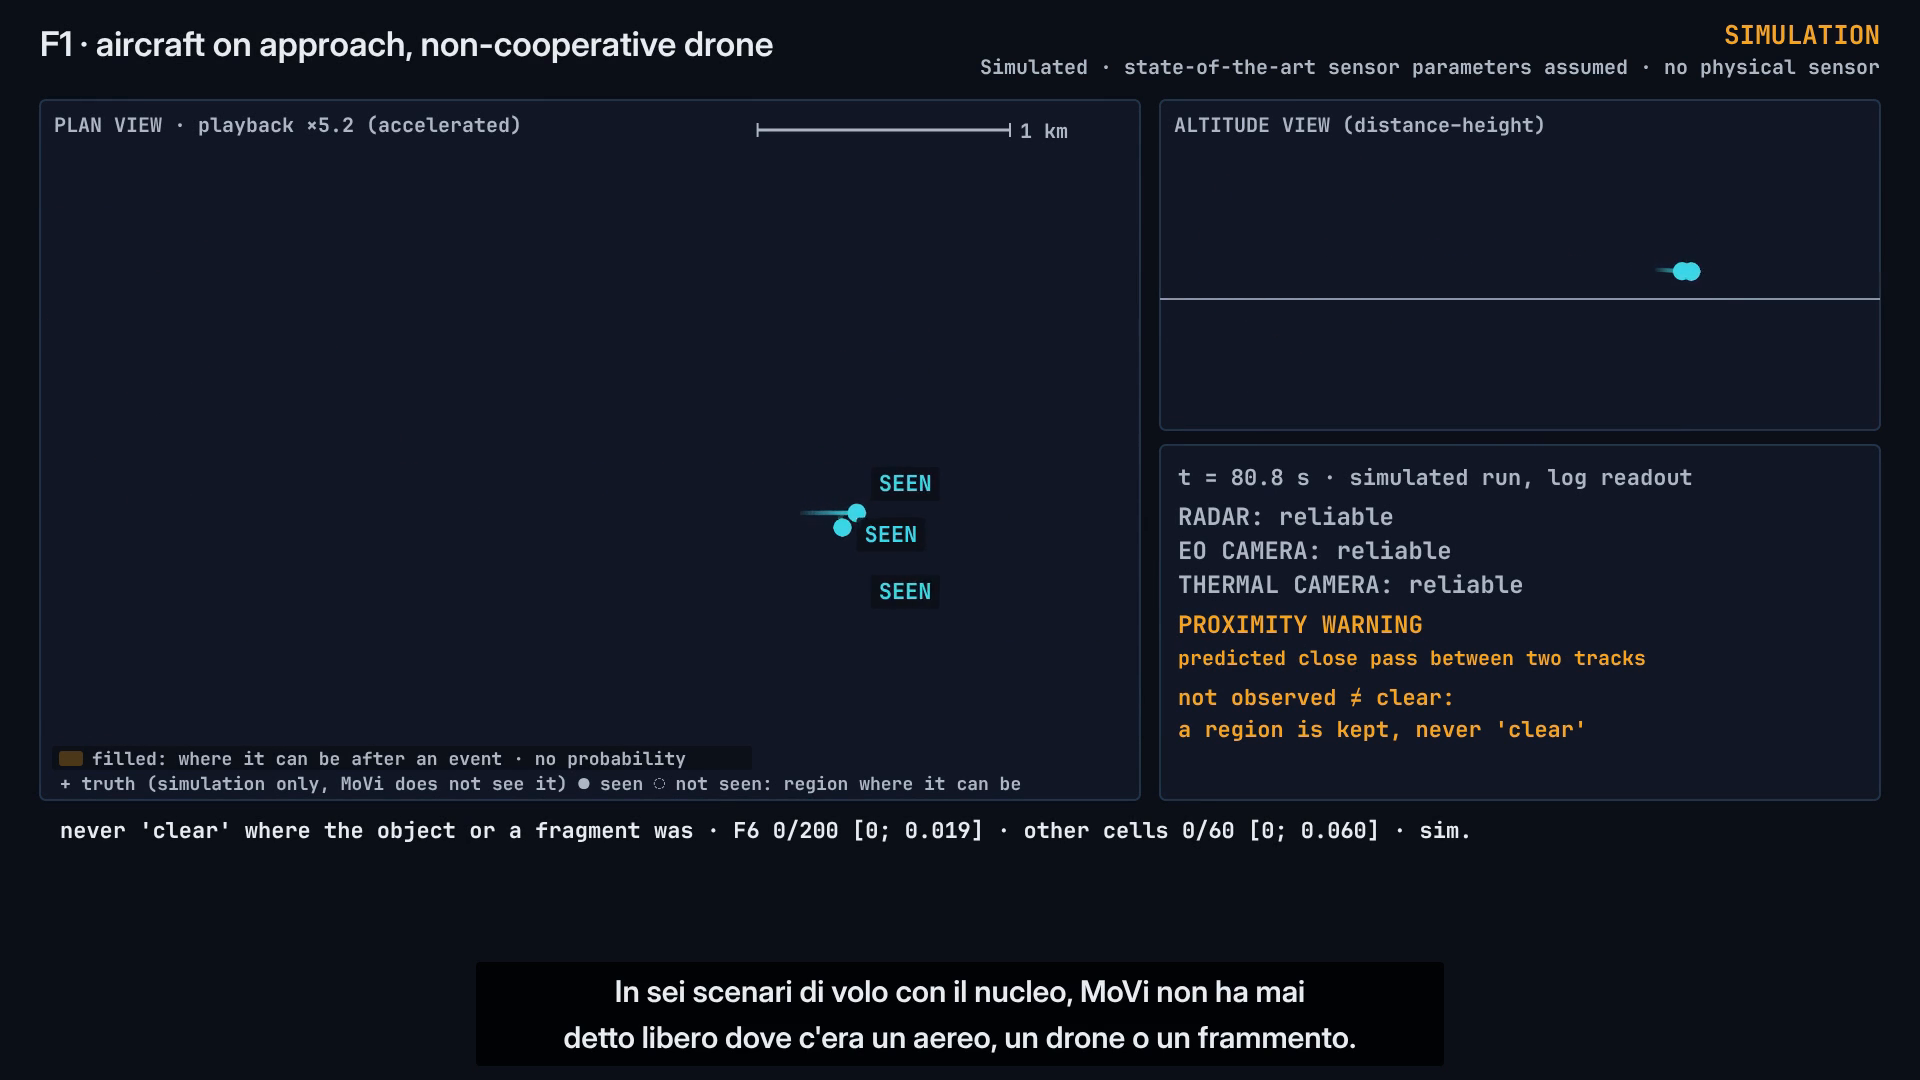 F1 · aircraft on approach, non-cooperative drone
SIMULATION
Simulated · state-of-the-art sensor parameters assumed · no physical sensor
PLAN VIEW · playback ×5.2 (accelerated)
1 km
SEEN
SEEN
SEEN
filled: where it can be after an event · no probability
+ truth (simulation only, MoVi does not see it) ● seen ◌ not seen: region where it can be
ALTITUDE VIEW (distance–height)
t = 80.8 s · simulated run, log readout
RADAR: reliable
EO CAMERA: reliable
THERMAL CAMERA: reliable
PROXIMITY WARNING
predicted close pass between two tracks
not observed ≠ clear:
a region is kept, never 'clear'
never 'clear' where the object or a fragment was · F6 0/200 [0; 0.019] · other cells 0/60 [0; 0.060] · sim.
In sei scenari di volo con il nucleo, MoVi non ha mai
detto libero dove c'era un aereo, un drone o un frammento.